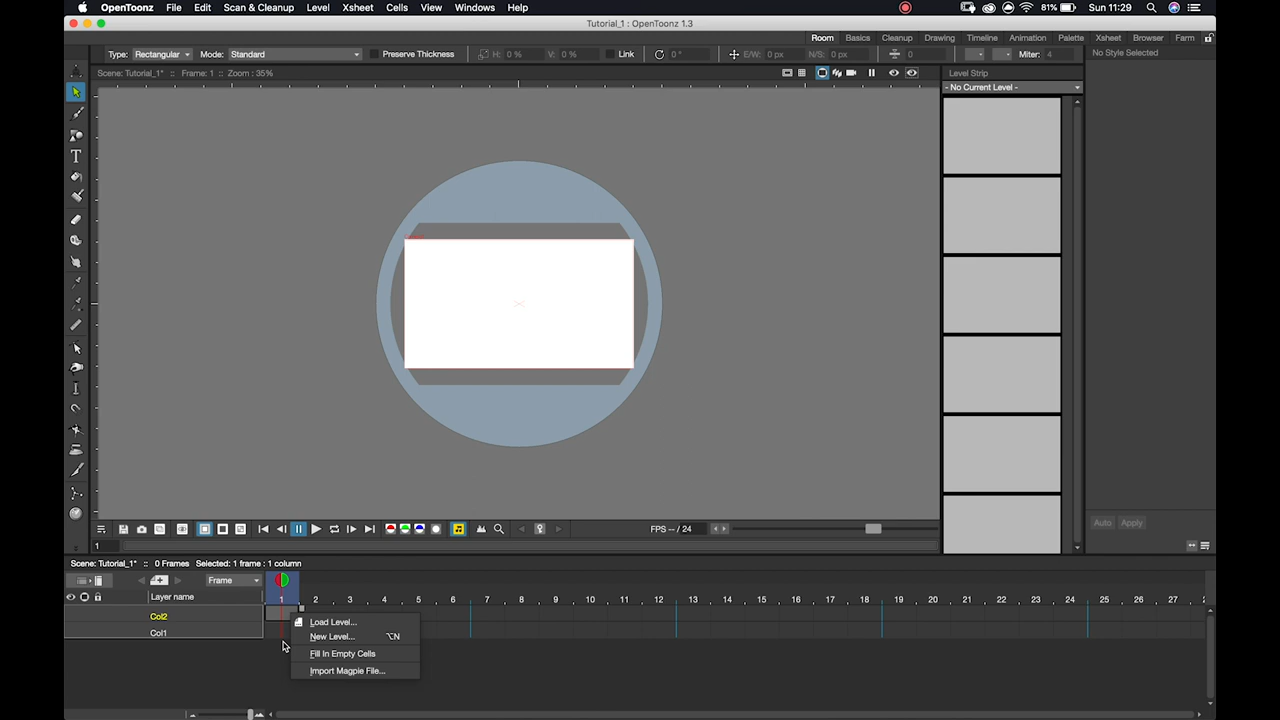 OpenToonz File Edit Scan & Cleanup Level Xsheet Cells View Windows Help 81% Sun 11:29
Tutorial_1 : OpenToonz 1.3
Room Basics Cleanup Drawing Timeline Animation Palette Xsheet Browser Farm
Type: Rectangular Mode: Standard Preserve Thickness H: 0 % V: 0 % Link 0 ° E/W: 0 px N/S: 0 px 0 Miter: 4 No Style Selected
Scene: Tutorial_1* :: Frame: 1 :: Zoom : 35% Level Strip
- No Current Level -
Auto Apply
FPS -- / 24
1
Scene: Tutorial_1* :: 0 Frames Selected: 1 frame : 1 column
Frame
Layer name 1 2 3 4 5 6 7 8 9 10 11 12 13 14 15 16 17 18 19 20 21 22 23 24 25 26 27
Col2
Col1
Load Level...
New Level... ⌥N
Fill In Empty Cells
Import Magpie File...